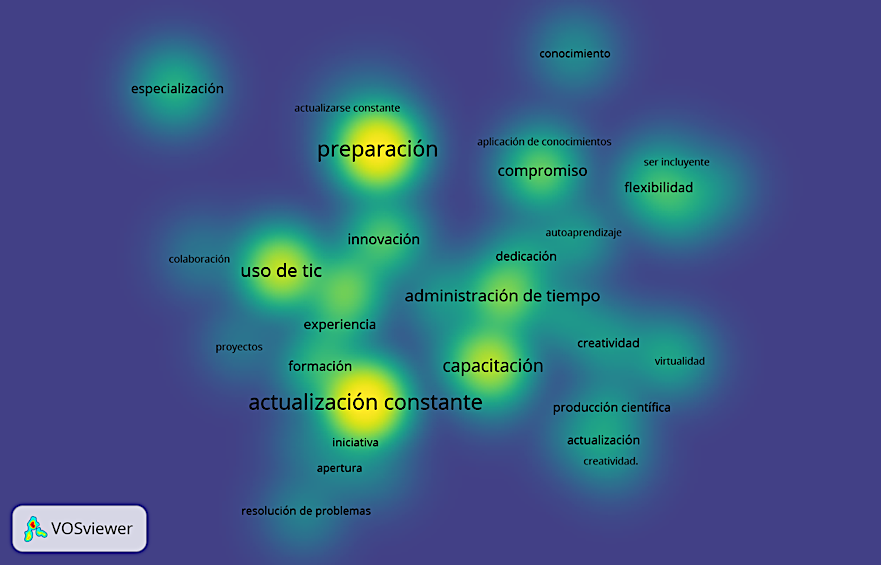 conocimiento
especialización
actualizarse constante
preparación
aplicación de conocimientos
compromiso
ser incluyente
flexibilidad
innovación
autoaprendizaje
dedicación
colaboración
uso de tic
administración de tiempo
experiencia
proyectos
creatividad
virtualidad
formación
capacitación
actualización constante
producción científica
iniciativa
actualización
creatividad.
apertura
resolución de problemas
VOSviewer